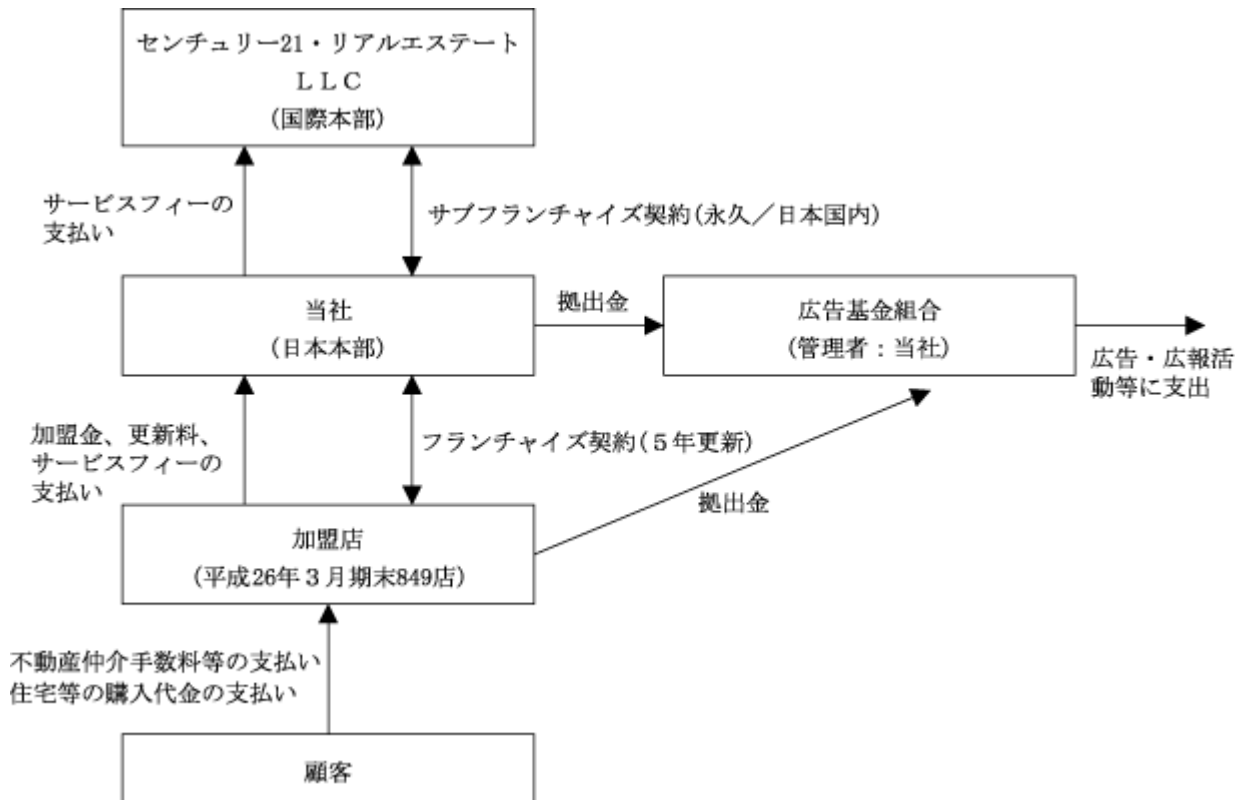 センチュリー21・リアルエステート
ＬＬＣ
(国際本部)
サービスフィーの
支払い
サブフランチャイズ契約(永久／日本国内)
当社
(日本本部)
拠出金
広告基金組合
(管理者：当社)
広告・広報活
動等に支出
加盟金、更新料、
サービスフィーの
支払い
フランチャイズ契約(５年更新)
拠出金
加盟店
(平成26年３月期末849店)
不動産仲介手数料等の支払い
住宅等の購入代金の支払い
顧客